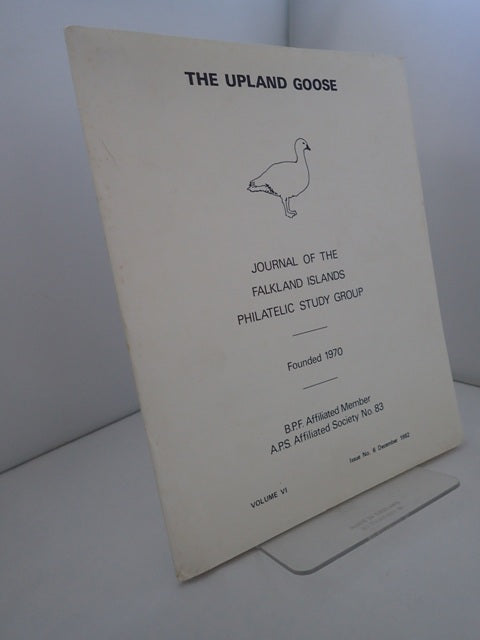 THE UPLAND GOOSE
JOURNAL OF THE
FALKLAND ISLANDS
PHILATELIC STUDY GROUP
Founded 1970
B.P.F. Affiliated Member
A.P.S. Affiliated Society No. 83
VOLUME VI
Issue No. 6 December 1982